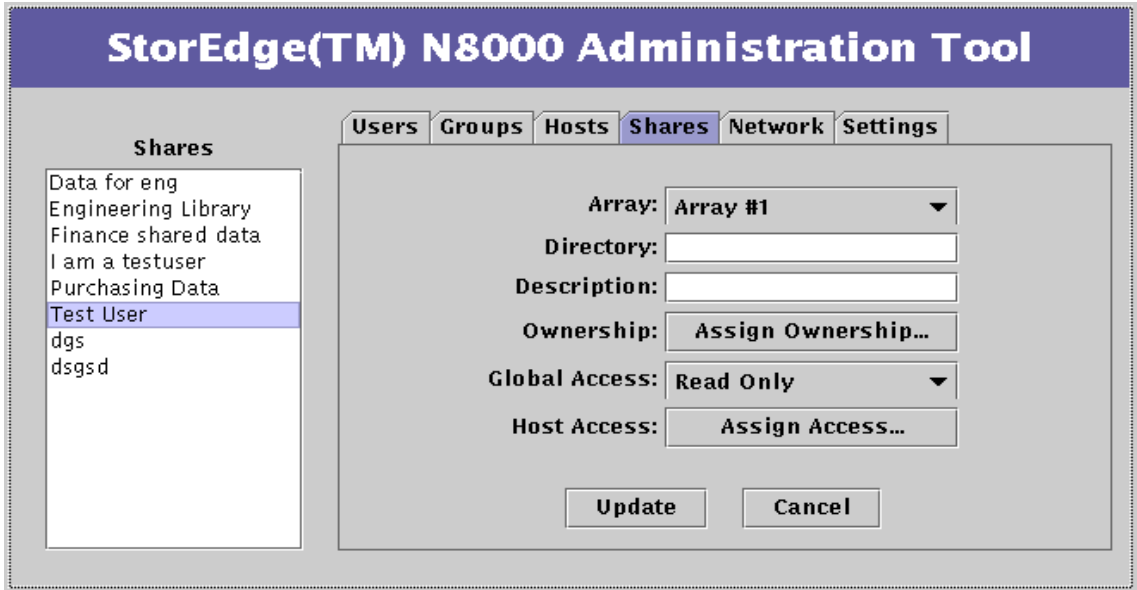 StorEdge(TM) N8000 Administration Tool
Users Groups Hosts Shares Network Settings
Shares
Data for eng
Engineering Library
Finance shared data
I am a testuser
Purchasing Data
Test User
dgs
dsgsd
Array: Array #1
Directory:
Description:
Ownership: Assign Ownership...
Global Access: Read Only
Host Access: Assign Access...
Update Cancel